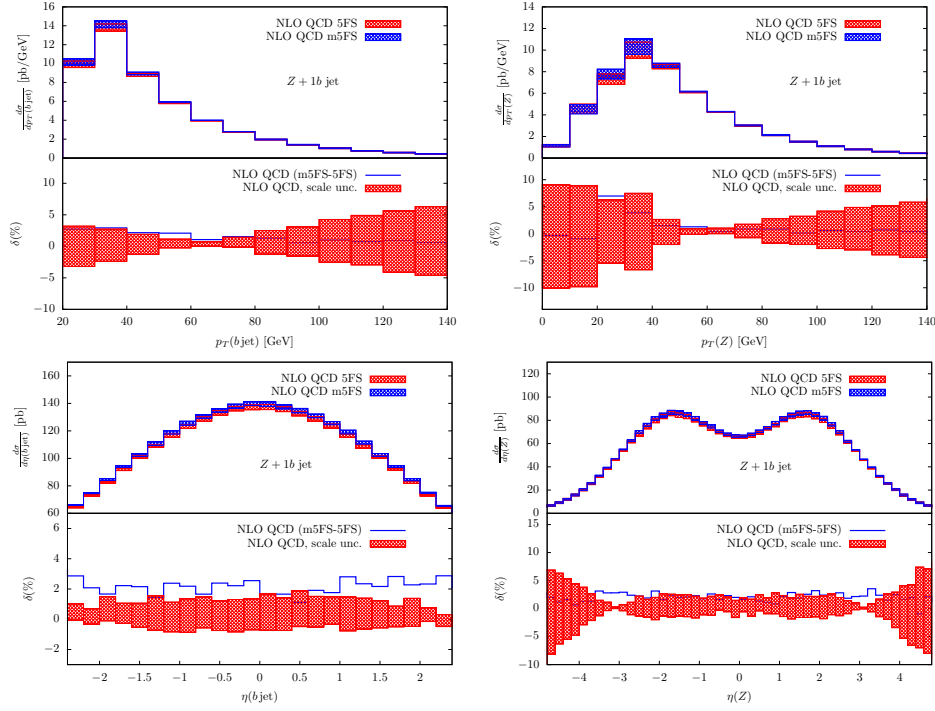 NLO QCD 5FS
NLO QCD m5FS
Z + 1b jet
dσ/dp_T(b jet) [pb/GeV]
16
14
12
10
8
6
4
2
0
NLO QCD (m5FS-5FS)
NLO QCD, scale unc.
δ(%)
10
5
0
−5
−10
20 40 60 80 100 120 140
p_T(b jet) [GeV]
NLO QCD 5FS
NLO QCD m5FS
Z + 1b jet
dσ/dp_T(Z) [pb/GeV]
14
12
10
8
6
4
2
0
NLO QCD (m5FS-5FS)
NLO QCD, scale unc.
δ(%)
10
5
0
−5
−10
0 20 40 60 80 100 120 140
p_T(Z) [GeV]
NLO QCD 5FS
NLO QCD m5FS
Z + 1b jet
dσ/dη(b jet) [pb]
160
140
120
100
80
60
NLO QCD (m5FS-5FS)
NLO QCD, scale unc.
δ(%)
6
4
2
0
−2
−2 −1.5 −1 −0.5 0 0.5 1 1.5 2
η(b jet)
NLO QCD 5FS
NLO QCD m5FS
Z + 1b jet
dσ/dη(Z) [pb]
120
100
80
60
40
20
0
NLO QCD (m5FS-5FS)
NLO QCD, scale unc.
δ(%)
15
10
5
0
−5
−10
−4 −3 −2 −1 0 1 2 3 4
η(Z)